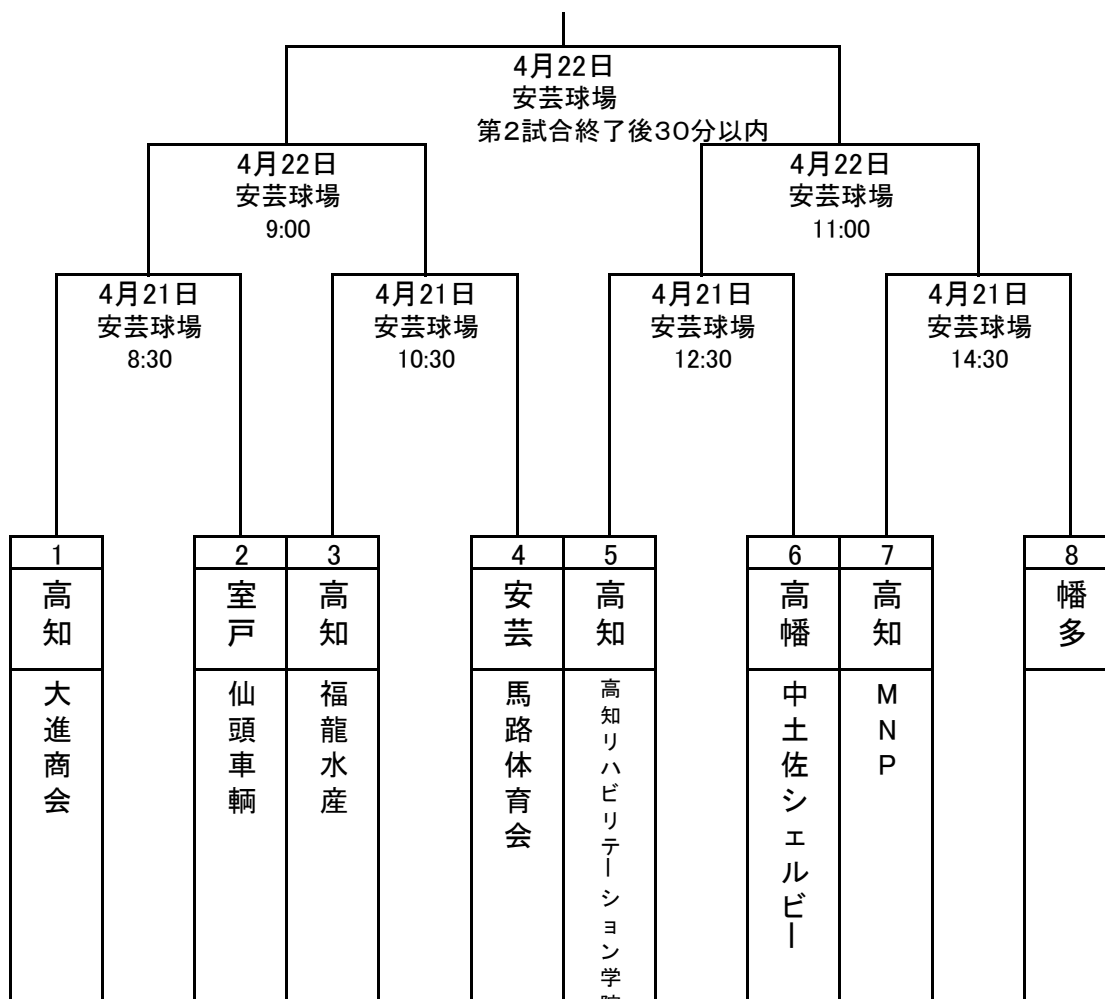 4月22日
安芸球場
第2試合終了後30分以内
4月22日
安芸球場
9:00
4月22日
安芸球場
11:00
4月21日
安芸球場
8:30
4月21日
安芸球場
10:30
4月21日
安芸球場
12:30
4月21日
安芸球場
14:30
1
高知
大進商会
2
室戸
仙頭車輌
3
高知
福龍水産
4
安芸
馬路体育会
5
高知
高知リハビリテーション学院
6
高幡
中土佐シェルビー
7
高知
MNP
8
幡多